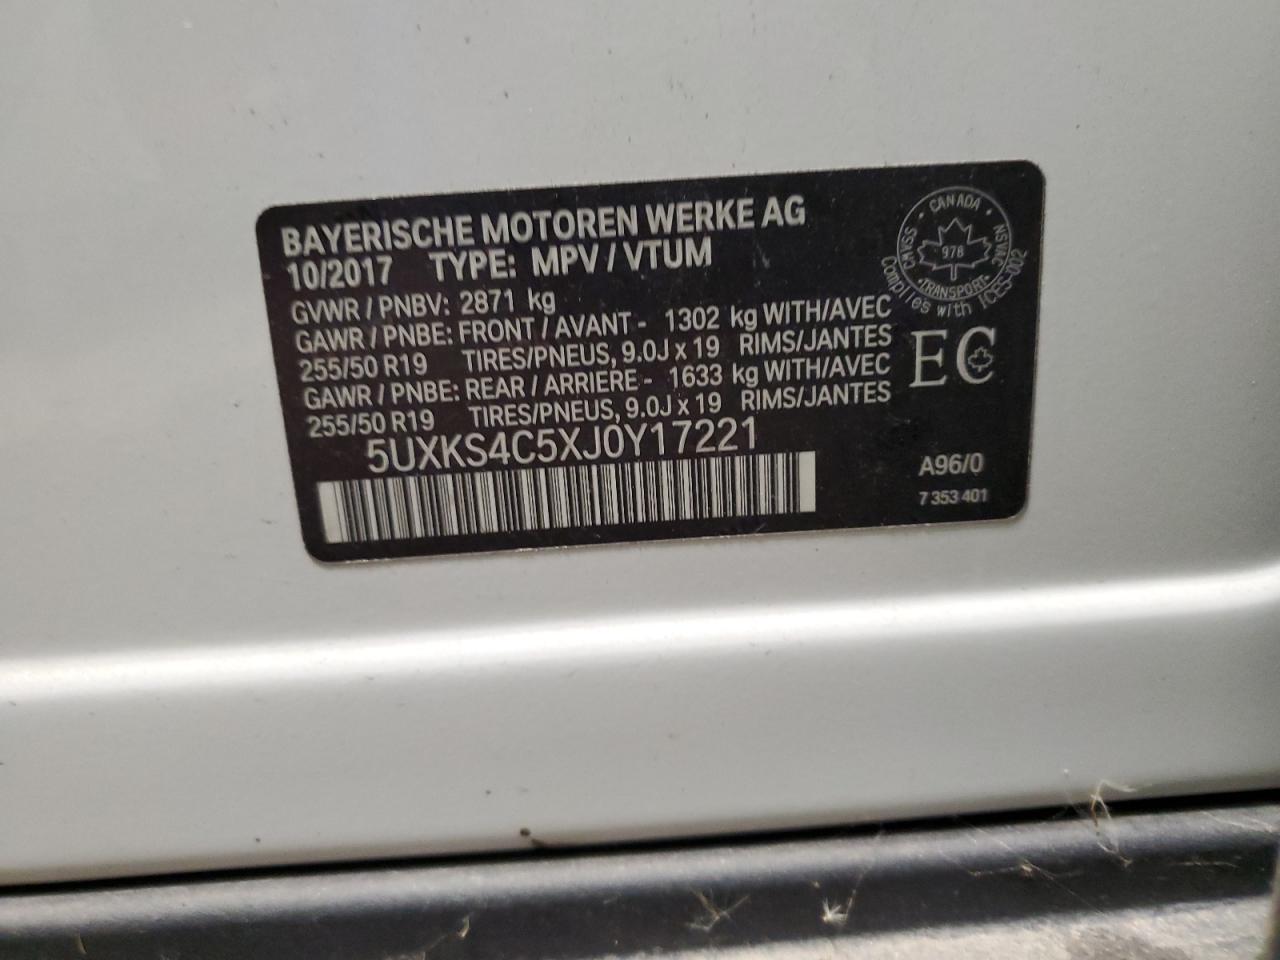 BAYERISCHE MOTOREN WERKE AG
10/2017 TYPE: MPV / VTUM
GVWR / PNBV: 2871 kg
GAWR / PNBE: FRONT / AVANT - 1302 kg WITH/AVEC
255/50 R19 TIRES/PNEUS, 9.0J x 19 RIMS/JANTES
GAWR / PNBE: REAR / ARRIERE - 1633 kg WITH/AVEC
255/50 R19 TIRES/PNEUS, 9.0J x 19 RIMS/JANTES
5UXKS4C5XJ0Y17221
CANADA
CMVSS
NSVAC
978
TRANSPORT
Complies with ICES-002
EC
A96/0
7 353 401